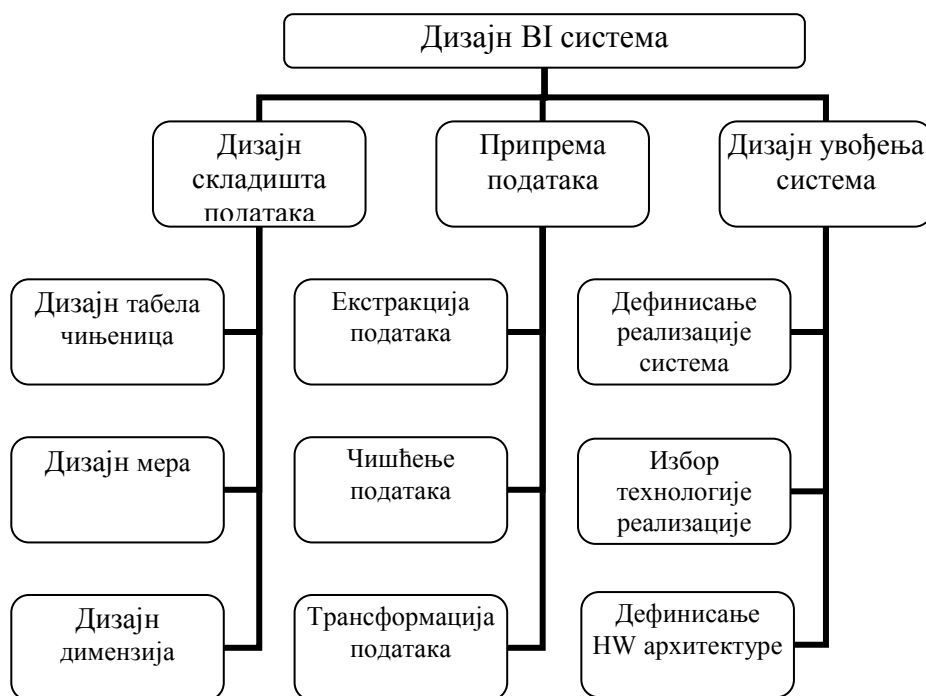 Дизајн BI система
Дизајн
складишта
података
Припрема
података
Дизајн увођења
система
Дизајн табела
чињеница
Екстракција
података
Дефинисање
реализације
система
Дизајн мера
Чишћење
података
Избор
технологије
реализације
Дизајн
димензија
Трансформација
података
Дефинисање
HW архитектуре